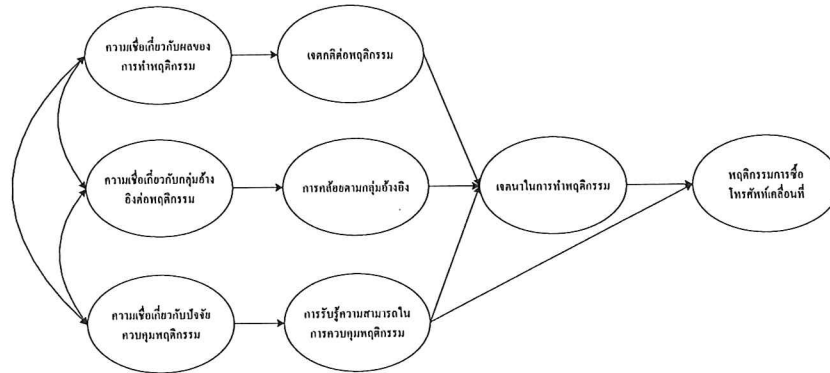 ความเชื่อเกี่ยวกับผลของ
การทำพฤติกรรม
เจตคติต่อพฤติกรรม
ความเชื่อเกี่ยวกับกลุ่มอ้าง
อิงต่อพฤติกรรม
การคล้อยตามกลุ่มอ้างอิง
เจตนาในการทำพฤติกรรม
พฤติกรรมการซื้อ
โทรศัพท์เคลื่อนที่
ความเชื่อเกี่ยวกับปัจจัย
ควบคุมพฤติกรรม
การรับรู้ความสามารถใน
การควบคุมพฤติกรรม